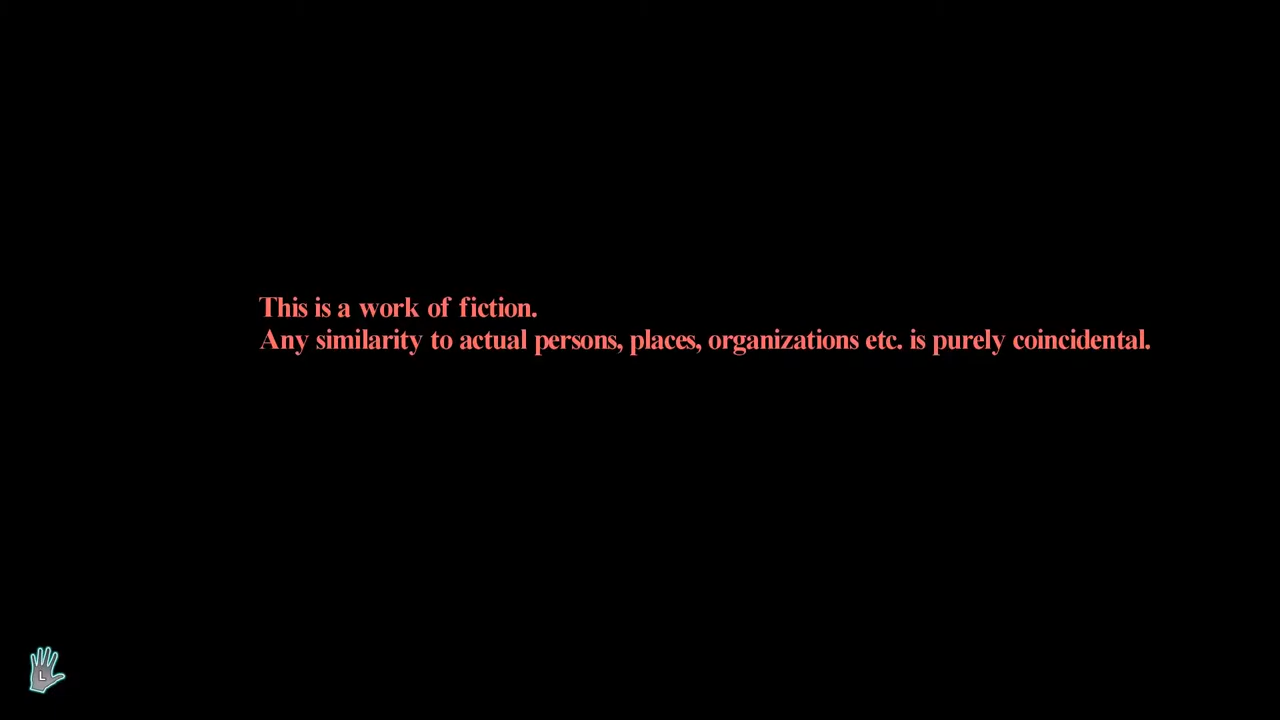 This is a work of fiction.
Any similarity to actual persons, places, organizations etc. is purely coincidental.
L